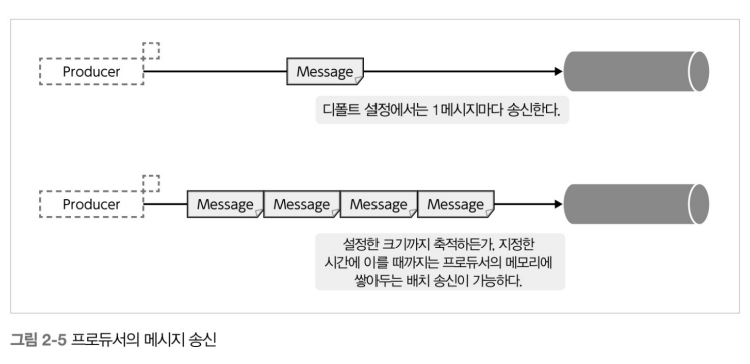 Producer
Message
디폴트 설정에서는 1메시지마다 송신한다.
Producer
Message Message Message Message
설정한 크기까지 축적하든가, 지정한
시간에 이를 때까지는 프로듀서의 메모리에
쌓아두는 배치 송신이 가능하다.
그림 2-5 프로듀서의 메시지 송신